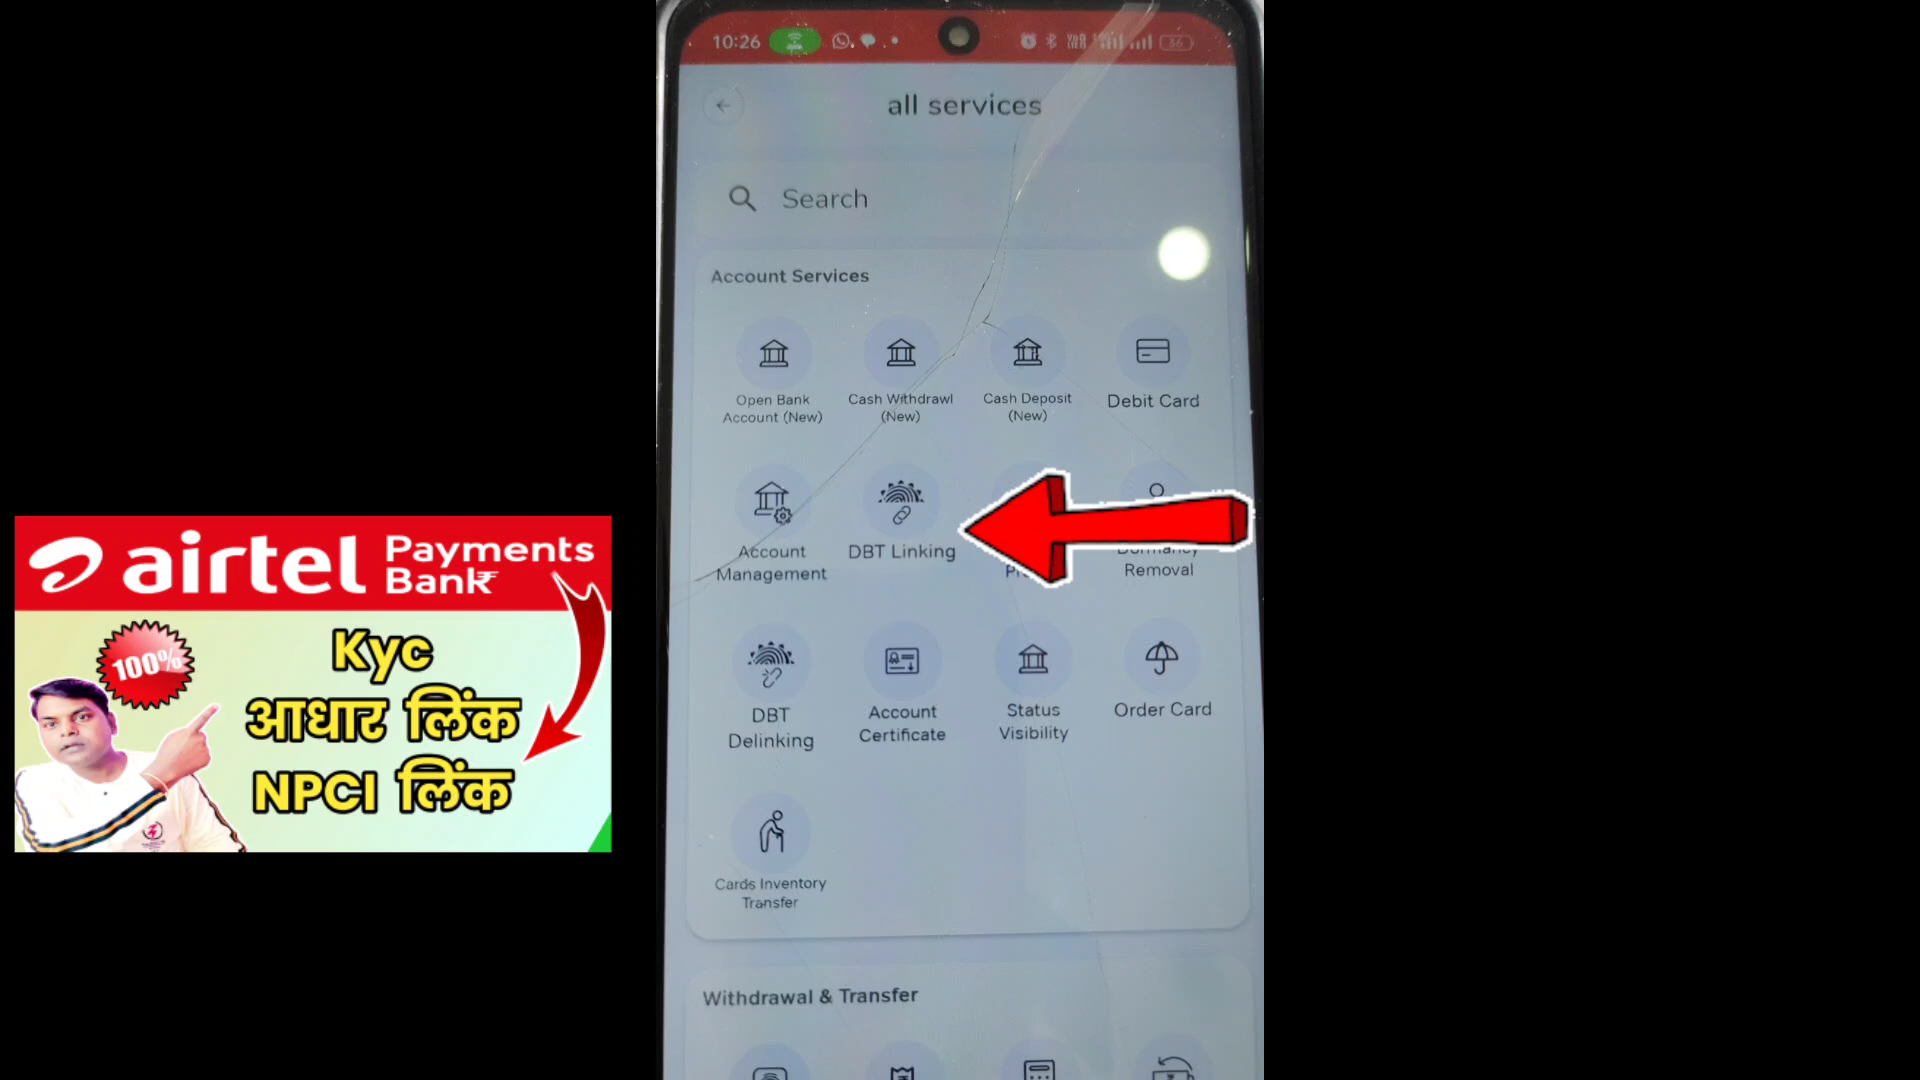 10:26
36
all services
Search
Account Services
Open Bank
Account (New)
Cash Withdrawl
(New)
Cash Deposit
(New)
Debit Card
Account
Management
DBT Linking
Dormancy
Removal
DBT
Delinking
Account
Certificate
Status
Visibility
Order Card
Cards Inventory
Transfer
Withdrawal & Transfer
airtel
Payments
Bank
100%
Kyc
आधार लिंक
NPCI लिंक